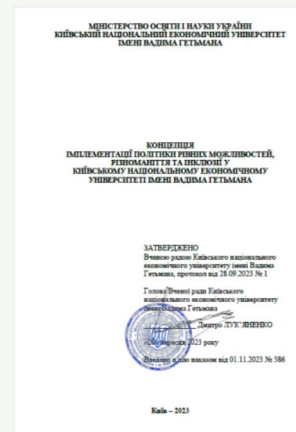 МІНІСТЕРСТВО ОСВІТИ І НАУКИ УКРАЇНИ
КИЇВСЬКИЙ НАЦІОНАЛЬНИЙ ЕКОНОМІЧНИЙ УНІВЕРСИТЕТ
ІМЕНІ ВАДИМА ГЕТЬМАНА
КОНЦЕПЦІЯ
ІМПЛЕМЕНТАЦІЇ ПОЛІТИКИ РІВНИХ МОЖЛИВОСТЕЙ,
РІЗНОМАНІТТЯ ТА ІНКЛЮЗІЇ У
КИЇВСЬКОМУ НАЦІОНАЛЬНОМУ ЕКОНОМІЧНОМУ
УНІВЕРСИТЕТІ ІМЕНІ ВАДИМА ГЕТЬМАНА
ЗАТВЕРДЖЕНО
Вченою радою Київського національного
економічного університету імені Вадима
Гетьмана, протокол від 28.09.2023 № 1
Голова Вченої ради Київського
національного економічного університету
імені Вадима Гетьмана
Дмитро ЛУК'ЯНЕНКО
вересня 2023 року
Введено в дію наказом від 01.11.2023 № 586
Київ – 2023